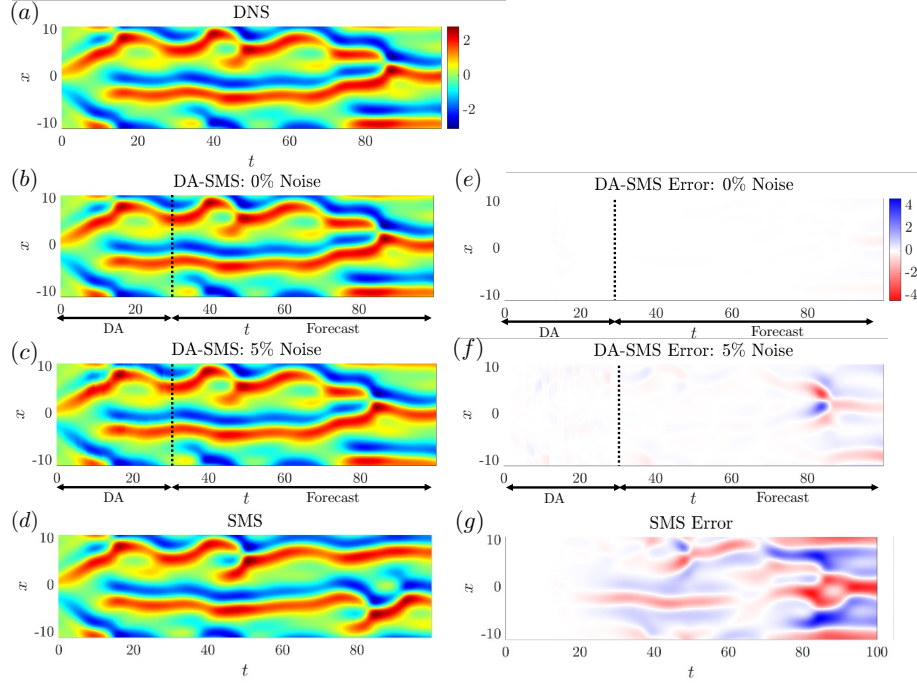 (a)
DNS
10
0
-10
x
0 20 40 60 80
t
2
0
-2
(b)
DA-SMS: 0% Noise
10
0
-10
x
0 20 40 60 80
DA t Forecast
(e)
DA-SMS Error: 0% Noise
10
0
-10
x
0 20 40 60 80
DA t Forecast
4
2
0
-2
-4
(c)
DA-SMS: 5% Noise
10
0
-10
x
0 20 40 60 80
DA t Forecast
(f)
DA-SMS Error: 5% Noise
10
0
-10
x
0 20 40 60 80
DA t Forecast
(d)
SMS
10
0
-10
x
0 20 40 60 80
t
(g)
SMS Error
10
0
-10
x
0 20 40 60 80 100
t